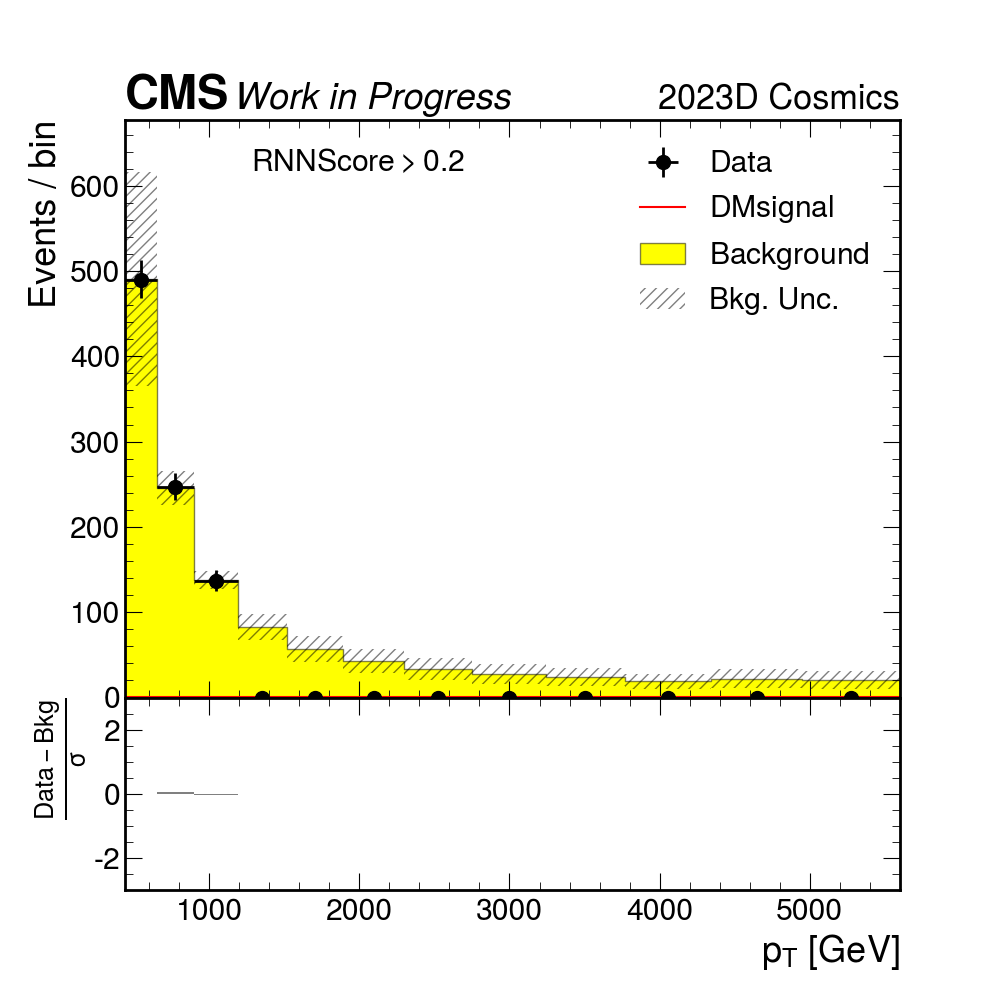 CMS Work in Progress 2023D Cosmics
Events / bin
RNNScore > 0.2
Data
DMsignal
Background
Bkg. Unc.
600
500
400
300
200
100
0
Data – Bkg
σ
2
0
-2
1000 2000 3000 4000 5000
pT [GeV]